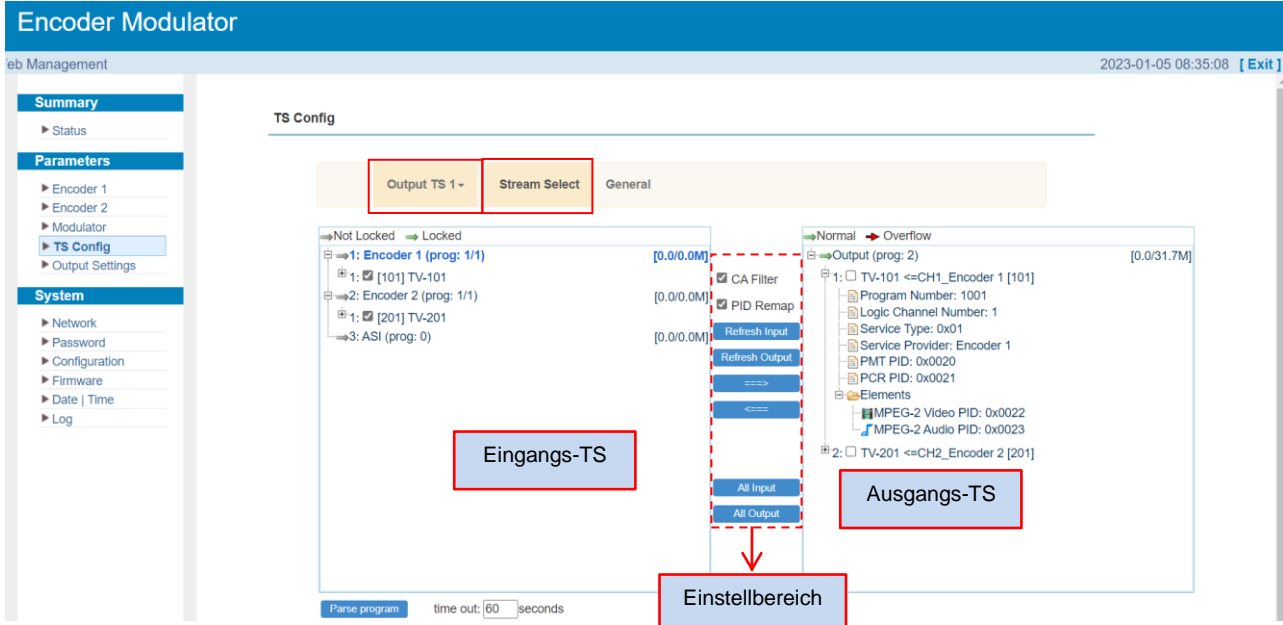 Encoder Modulator
eb Management
2023-01-05 08:35:08 [ Exit ]
Summary
Status
Parameters
Encoder 1
Encoder 2
Modulator
TS Config
Output Settings
System
Network
Password
Configuration
Firmware
Date | Time
Log
TS Config
Output TS 1
Stream Select
General
Not Locked Locked
1: Encoder 1 (prog: 1/1) [0.0/0.0M]
1: [101] TV-101
2: Encoder 2 (prog: 1/1) [0.0/0.0M]
1: [201] TV-201
3: ASI (prog: 0) [0.0/0.0M]
Eingangs-TS
CA Filter
PID Remap
Refresh Input
Refresh Output
===>
<===
All Input
All Output
Einstellbereich
Normal Overflow
Output (prog: 2) [0.0/31.7M]
1: TV-101 <=CH1_Encoder 1 [101]
Program Number: 1001
Logic Channel Number: 1
Service Type: 0x01
Service Provider: Encoder 1
PMT PID: 0x0020
PCR PID: 0x0021
Elements
MPEG-2 Video PID: 0x0022
MPEG-2 Audio PID: 0x0023
2: TV-201 <=CH2_Encoder 2 [201]
Ausgangs-TS
Parse program time out: 60 seconds